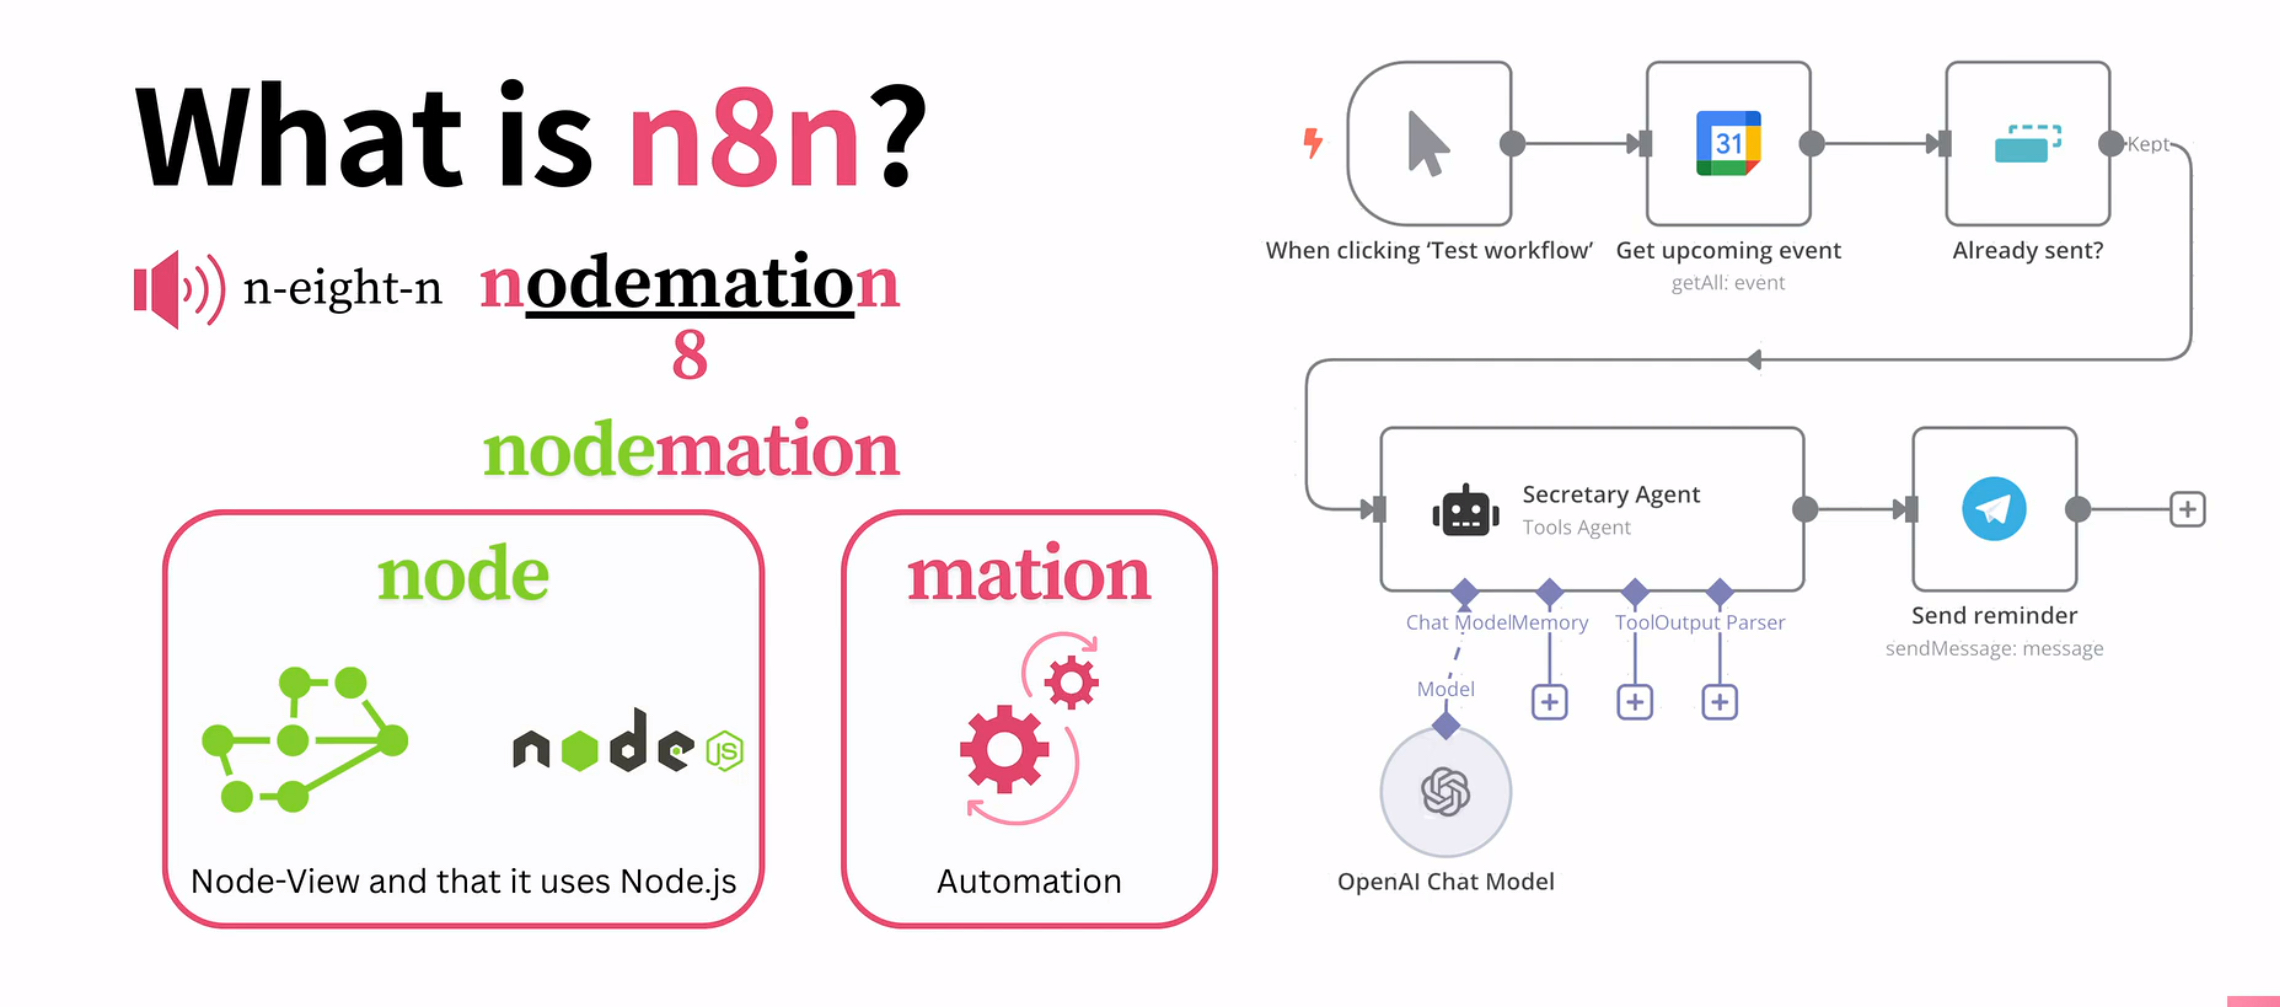 What is n8n?
n-eight-n
nodemation
8
nodemation
node
node JS
Node-View and that it uses Node.js
mation
Automation
When clicking ‘Test workflow’
31
Get upcoming event
getAll: event
Already sent?
Kept
Secretary Agent
Tools Agent
Chat Model
Memory
Tool
Output Parser
Model
OpenAI Chat Model
Send reminder
sendMessage: message